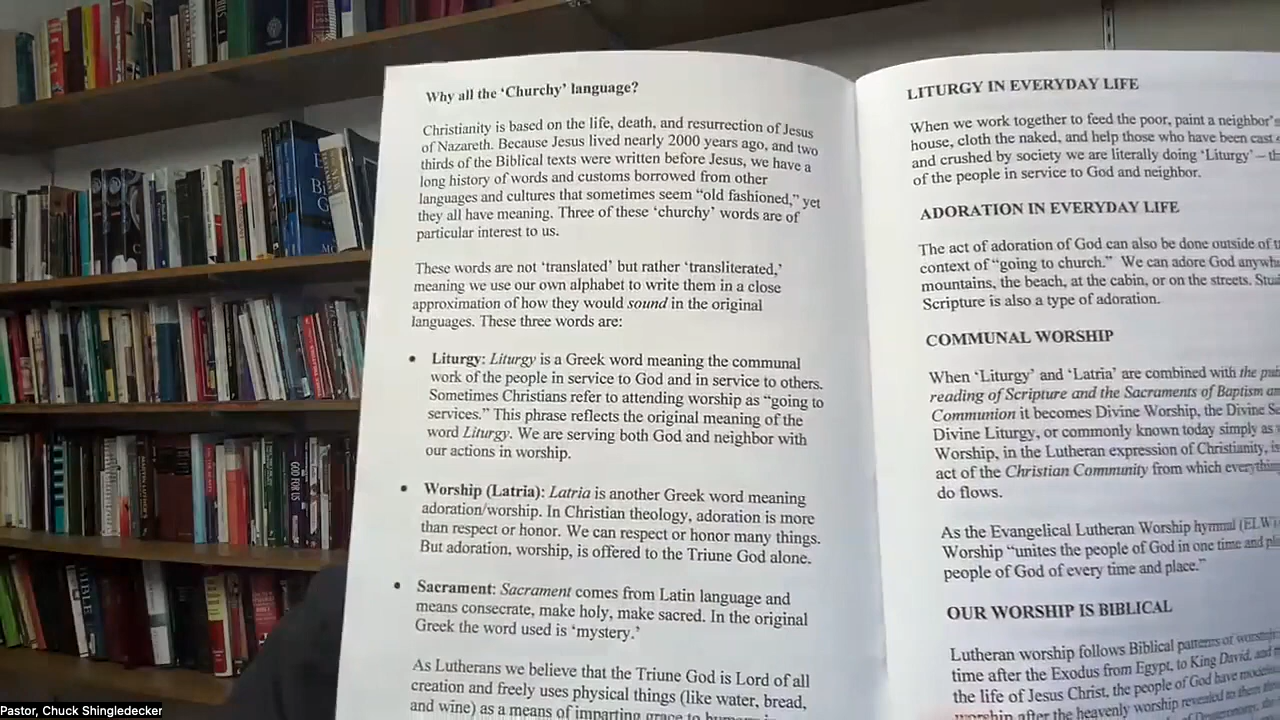 Why all the ‘Churchy’ language?
Christianity is based on the life, death, and resurrection of Jesus
of Nazareth. Because Jesus lived nearly 2000 years ago, and two
thirds of the Biblical texts were written before Jesus, we have a
long history of words and customs borrowed from other
languages and cultures that sometimes seem “old fashioned,” yet
they all have meaning. Three of these ‘churchy’ words are of
particular interest to us.
These words are not ‘translated’ but rather ‘transliterated,’
meaning we use our own alphabet to write them in a close
approximation of how they would sound in the original
languages. These three words are:
• Liturgy: Liturgy is a Greek word meaning the communal
work of the people in service to God and in service to others.
Sometimes Christians refer to attending worship as “going to
services.” This phrase reflects the original meaning of the
word Liturgy. We are serving both God and neighbor with
our actions in worship.
• Worship (Latria): Latria is another Greek word meaning
adoration/worship. In Christian theology, adoration is more
than respect or honor. We can respect or honor many things.
But adoration, worship, is offered to the Triune God alone.
• Sacrament: Sacrament comes from Latin language and
means consecrate, make holy, make sacred. In the original
Greek the word used is ‘mystery.’
As Lutherans we believe that the Triune God is Lord of all
creation and freely uses physical things (like water, bread,
and wine) as a means of imparting grace to
LITURGY IN EVERYDAY LIFE
When we work together to feed the poor, paint a neighbor's
house, cloth the naked, and help those who have been cast
and crushed by society we are literally doing ‘Liturgy’ –
of the people in service to God and neighbor.
ADORATION IN EVERYDAY LIFE
The act of adoration of God can also be done outside of
context of “going to church.” We can adore God
mountains, the beach, at the cabin, or on the streets.
Scripture is also a type of adoration.
COMMUNAL WORSHIP
When ‘Liturgy’ and ‘Latria’ are combined with the
reading of Scripture and the Sacraments of Baptism
Communion it becomes Divine Worship, the Divine
Divine Liturgy, or commonly known today simply as
Worship, in the Lutheran expression of Christianity,
act of the Christian Community from which
do flows.
As the Evangelical Lutheran Worship hymnal (ELW)
Worship “unites the people of God in one time and
people of God of every time and place.”
OUR WORSHIP IS BIBLICAL
Lutheran worship follows Biblical patterns of
time after the Exodus from Egypt, to King David, and
the life of Jesus Christ, the people of God have
worship after the heavenly worship revealed to them
GOD FOR US
BIBLE
Pastor, Chuck Shingledecker